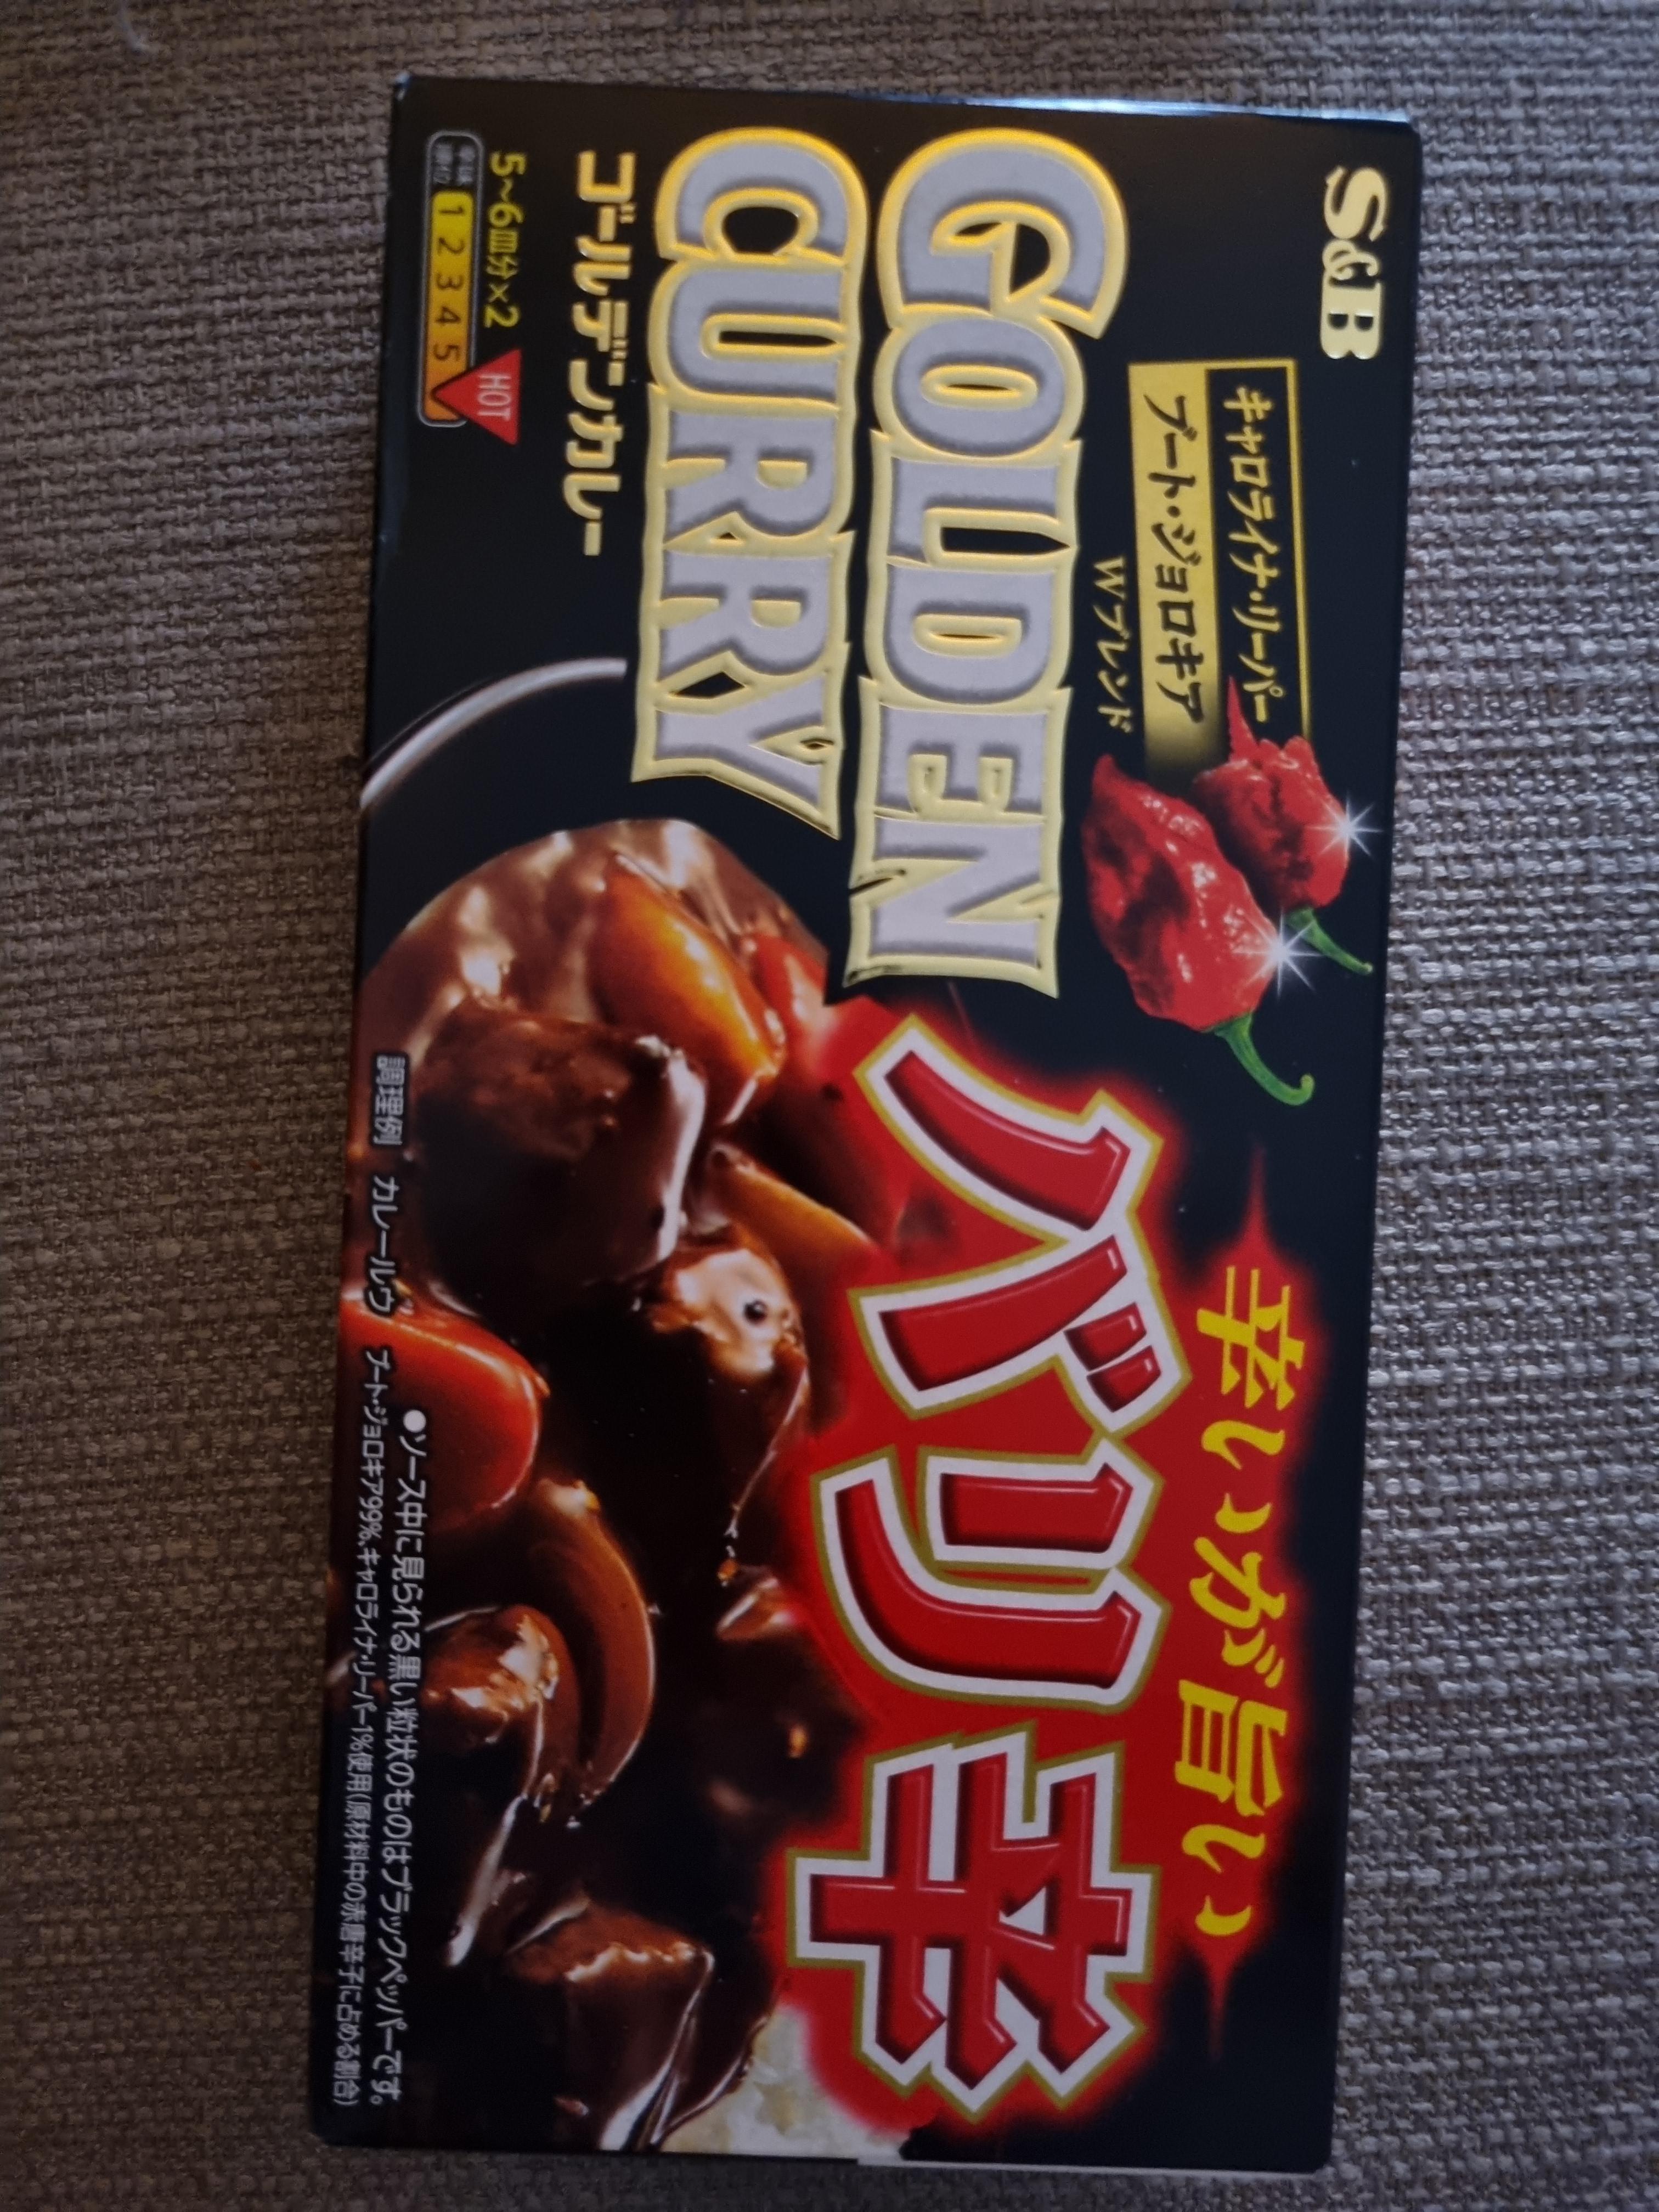 S&B
キャロライナ・リーパー
ブート・ジョロキア
Wブレンド
GOLDEN
CURRY
ゴールデンカレー
辛いが旨い
バリ辛
5~6皿分×2
HOT
1 2 3 4 5
調理例 カレールウ
●ソース中に見られる黒い粒状のものはブラックペッパーです。
ブート・ジョロキア99%、キャロライナ・リーパー1%使用(原材料中の赤唐辛子に占める割合)